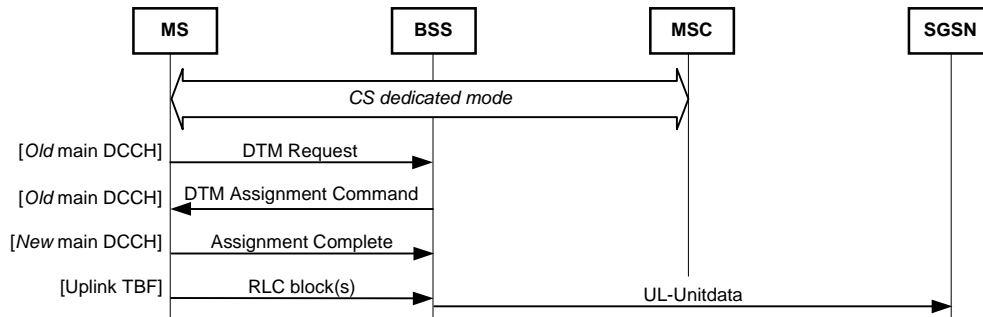 MS BSS MSC SGSN
CS dedicated mode
[Old main DCCH] DTM Request
[Old main DCCH] DTM Assignment Command
[New main DCCH] Assignment Complete
[Uplink TBF] RLC block(s)
UL-Unitdata